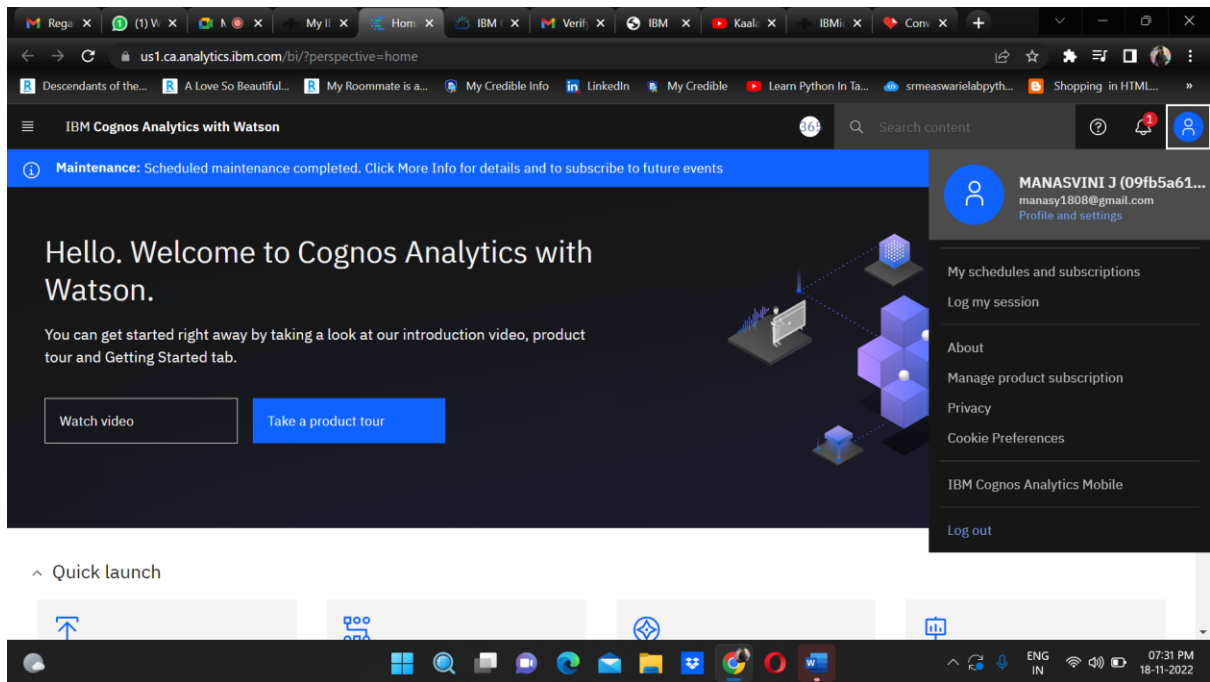 Rega
(1) W
M
My II
Hom
IBM
Verify
IBM
Kaala
IBMi
Conv
us1.ca.analytics.ibm.com/bi/?perspective=home
Descendants of the...
A Love So Beautiful...
My Roommate is a...
My Credible Info
LinkedIn
My Credible
Learn Python In Ta...
srmeaswarielabpyth...
Shopping in HTML...
»
IBM Cognos Analytics with Watson
365
Search content
1
Maintenance: Scheduled maintenance completed. Click More Info for details and to subscribe to future events
MANASVINI J (09fb5a61...
manasy1808@gmail.com
Profile and settings
Hello. Welcome to Cognos Analytics with
Watson.
You can get started right away by taking a look at our introduction video, product
tour and Getting Started tab.
Watch video
Take a product tour
My schedules and subscriptions
Log my session
About
Manage product subscription
Privacy
Cookie Preferences
IBM Cognos Analytics Mobile
Log out
Quick launch
ENG
IN
07:31 PM
18-11-2022